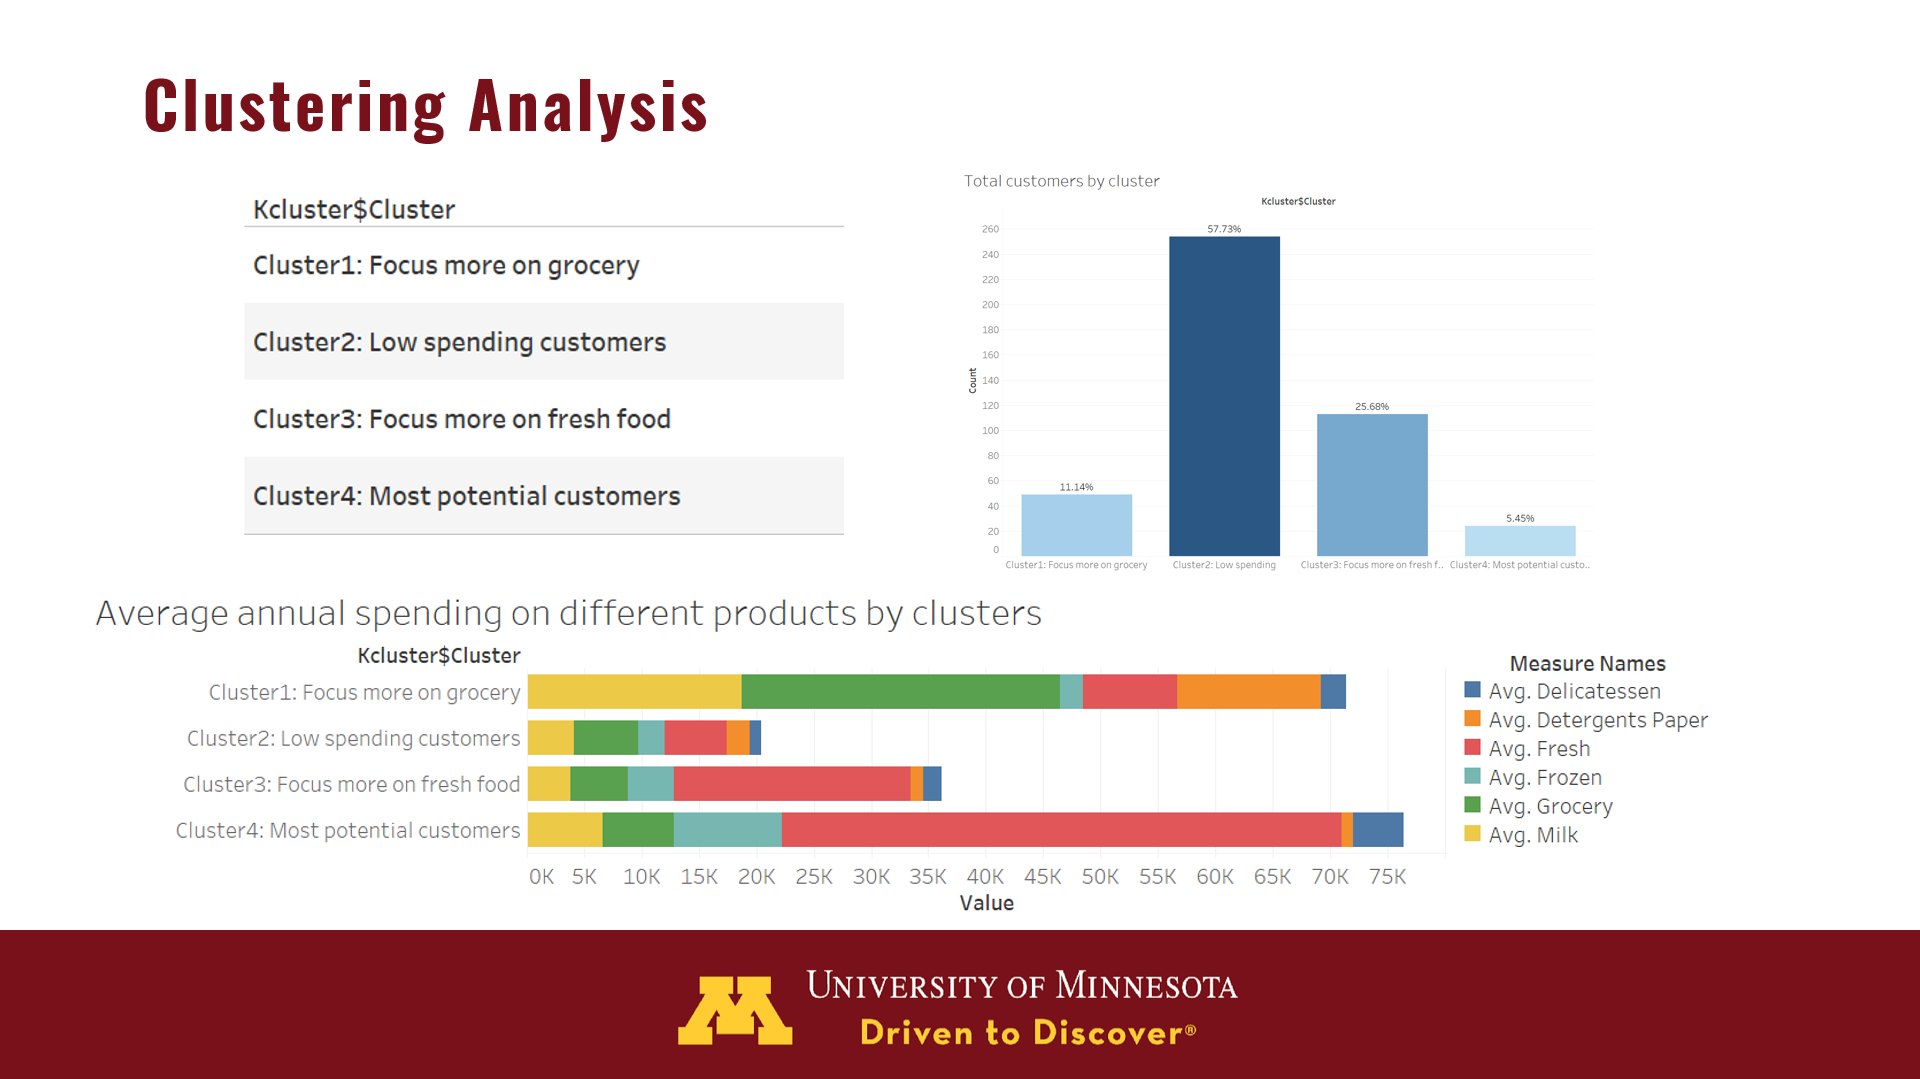 Clustering Analysis
Kcluster$Cluster
Cluster1: Focus more on grocery
Cluster2: Low spending customers
Cluster3: Focus more on fresh food
Cluster4: Most potential customers
Total customers by cluster
Kcluster$Cluster
260
240
220
200
180
160
140
120
100
80
60
40
20
0
Count
11.14%
57.73%
25.68%
5.45%
Cluster1: Focus more on grocery
Cluster2: Low spending
Cluster3: Focus more on fresh f..
Cluster4: Most potential custo..
Average annual spending on different products by clusters
Kcluster$Cluster
Cluster1: Focus more on grocery
Cluster2: Low spending customers
Cluster3: Focus more on fresh food
Cluster4: Most potential customers
0K 5K 10K 15K 20K 25K 30K 35K 40K 45K 50K 55K 60K 65K 70K 75K
Value
Measure Names
Avg. Delicatessen
Avg. Detergents Paper
Avg. Fresh
Avg. Frozen
Avg. Grocery
Avg. Milk
M
University of Minnesota
Driven to Discover®